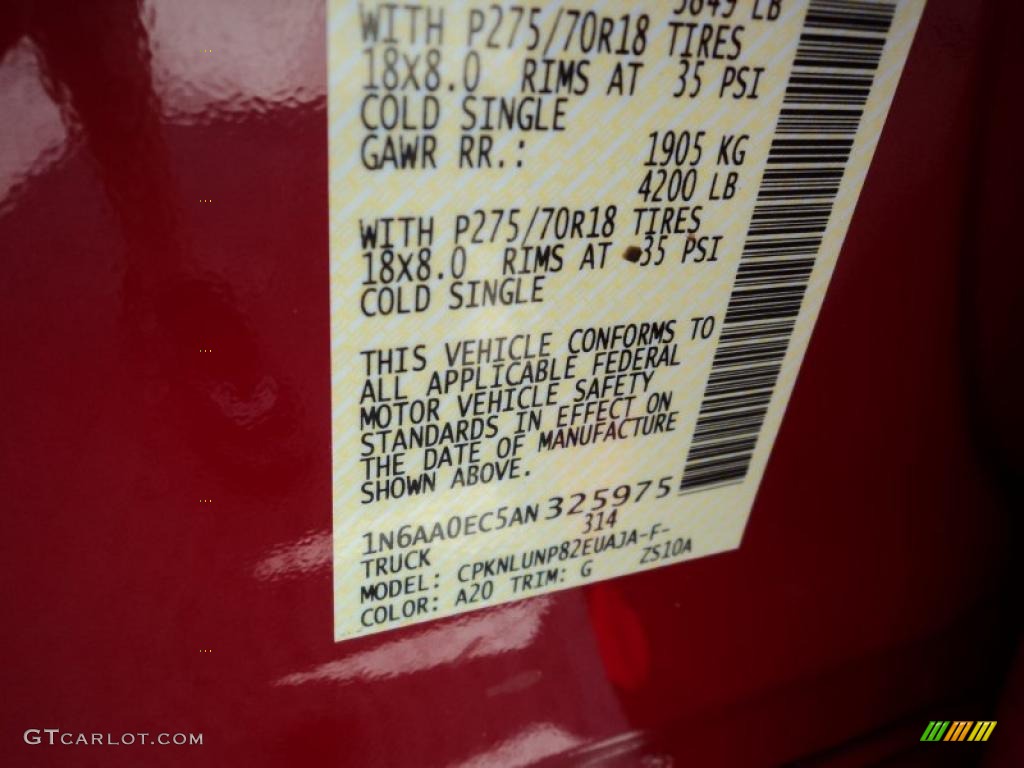 3649 LB
WITH P275/70R18 TIRES
18X8.0 RIMS AT 35 PSI
COLD SINGLE
GAWR RR.: 1905 KG
4200 LB
WITH P275/70R18 TIRES
18X8.0 RIMS AT 35 PSI
COLD SINGLE
THIS VEHICLE CONFORMS TO
ALL APPLICABLE FEDERAL
MOTOR VEHICLE SAFETY
STANDARDS IN EFFECT ON
THE DATE OF MANUFACTURE
SHOWN ABOVE.
1N6AA0EC5AN325975
TRUCK 314
MODEL: CPKNLUNP82EUAJA-F-
COLOR: A20 TRIM: G ZS10A
GTCARLOT.COM